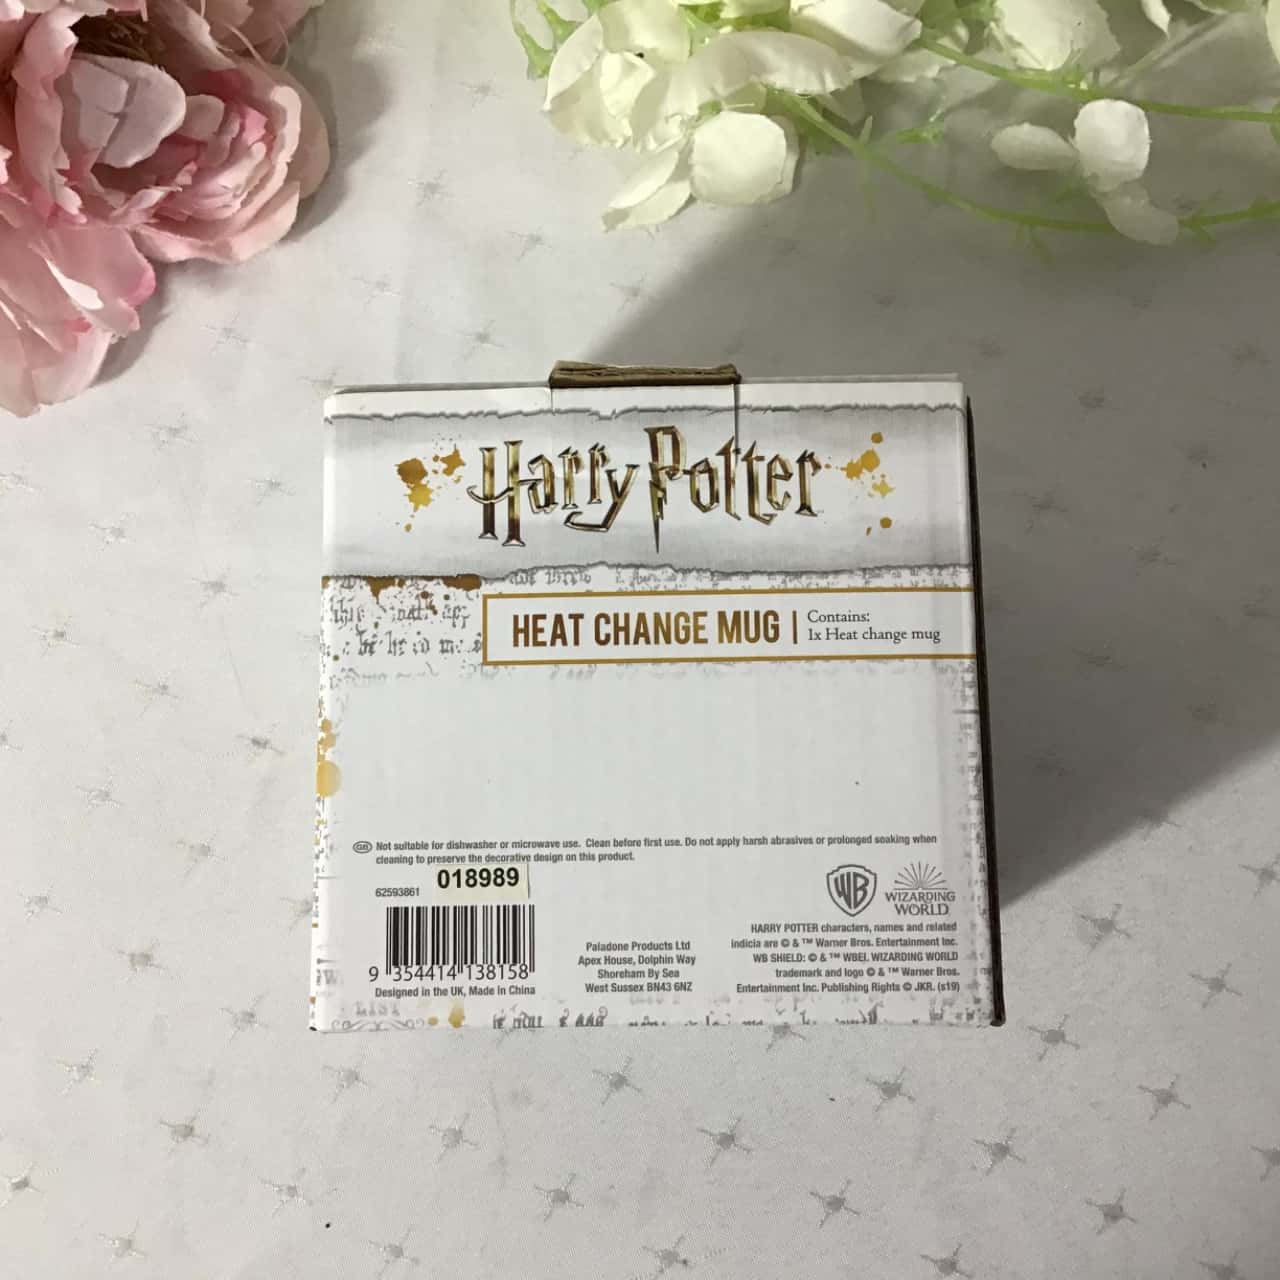 Harry Potter
HEAT CHANGE MUG | Contains:
1x Heat change mug
GB Not suitable for dishwasher or microwave use. Clean before first use. Do not apply harsh abrasives or prolonged soaking when
cleaning to preserve the decorative design on this product.
62593861
018989
9 354414 138158
Designed in the UK, Made in China
Paladone Products Ltd
Apex House, Dolphin Way
Shoreham By Sea
West Sussex BN43 6NZ
WB
WIZARDING
WORLD
HARRY POTTER characters, names and related
indicia are © & ™ Warner Bros. Entertainment Inc.
WB SHIELD: © & ™ WBEI. WIZARDING WORLD
trademark and logo © & ™ Warner Bros.
Entertainment Inc. Publishing Rights © JKR. (s19)